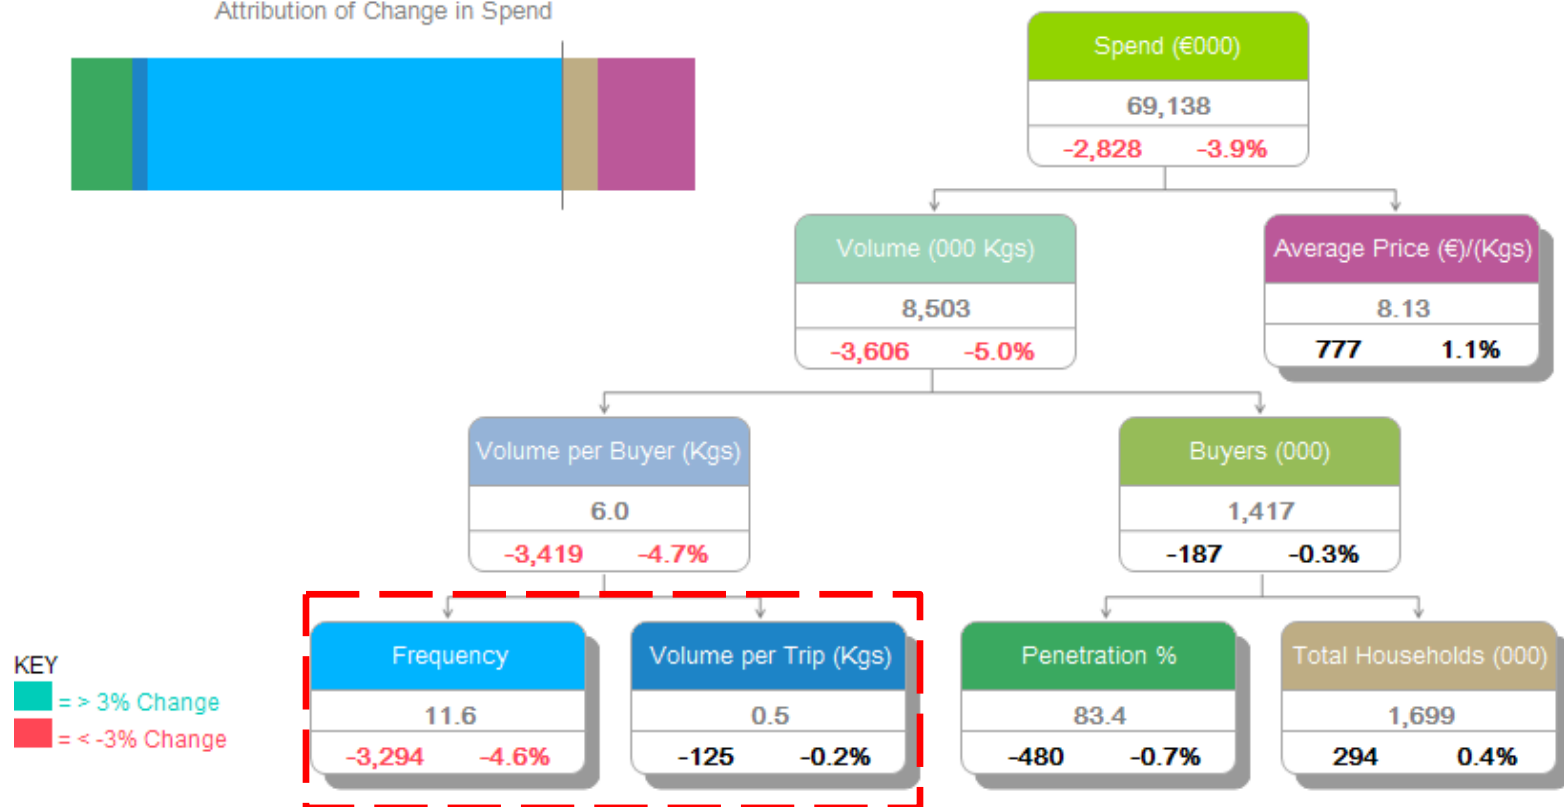 Attribution of Change in Spend
Spend (€000)
69,138
-2,828 -3.9%
Volume (000 Kgs)
8,503
-3,606 -5.0%
Average Price (€)/(Kgs)
8.13
777 1.1%
Volume per Buyer (Kgs)
6.0
-3,419 -4.7%
Buyers (000)
1,417
-187 -0.3%
Frequency
11.6
-3,294 -4.6%
Volume per Trip (Kgs)
0.5
-125 -0.2%
Penetration %
83.4
-480 -0.7%
Total Households (000)
1,699
294 0.4%
KEY
= > 3% Change
= < -3% Change